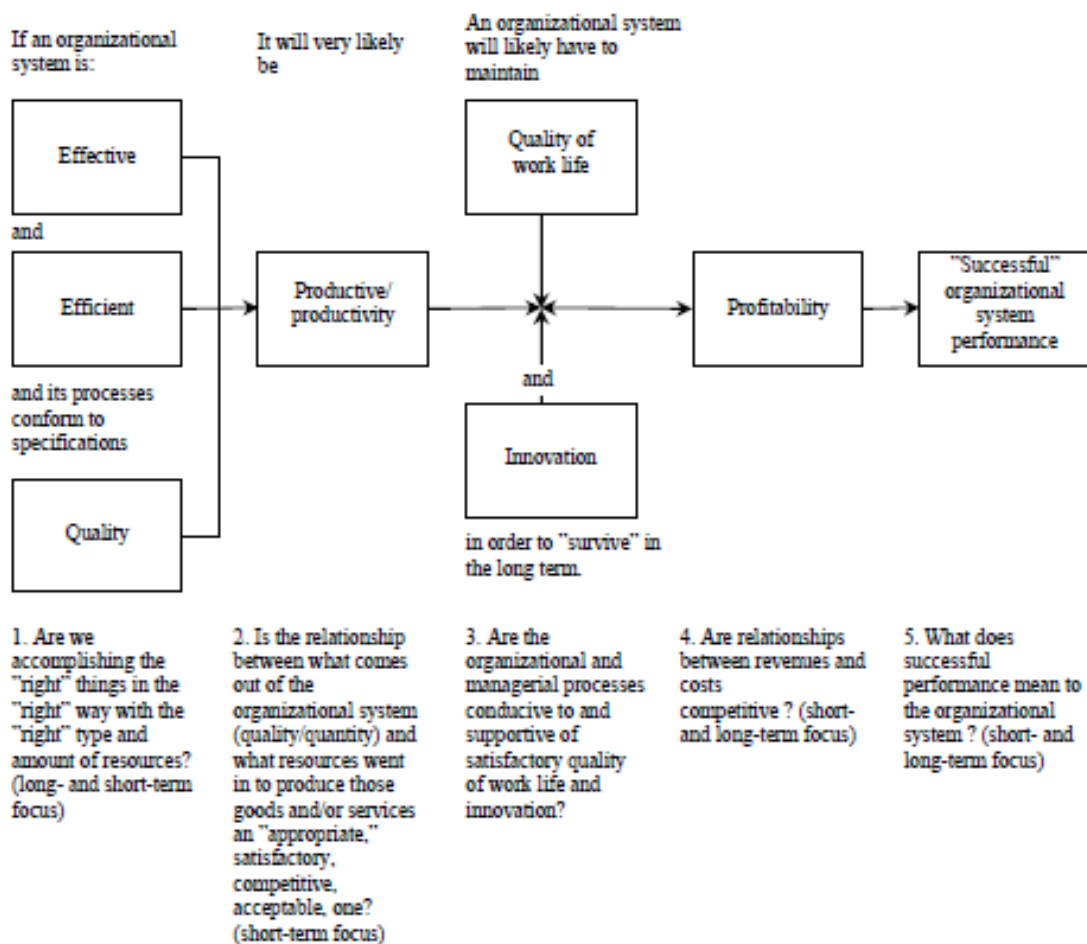 If an organizational
system is:
It will very likely
be
An organizational system
will likely have to
maintain
Effective
and
Efficient
and its processes
conform to
specifications
Quality
Productive/
productivity
Quality of
work life
and
Innovation
in order to "survive" in
the long term.
Profitability
"Successful"
organizational
system
performance
1. Are we
accomplishing the
"right" things in the
"right" way with the
"right" type and
amount of resources?
(long- and short-term
focus)
2. Is the relationship
between what comes
out of the
organizational system
(quality/quantity) and
what resources went
in to produce those
goods and/or services
an "appropriate,"
satisfactory,
competitive,
acceptable, one?
(short-term focus)
3. Are the
organizational and
managerial processes
conducive to and
supportive of
satisfactory quality
of work life and
innovation?
4. Are relationships
between revenues and
costs
competitive ? (short-
and long-term focus)
5. What does
successful
performance mean to
the organizational
system ? (short- and
long-term focus)